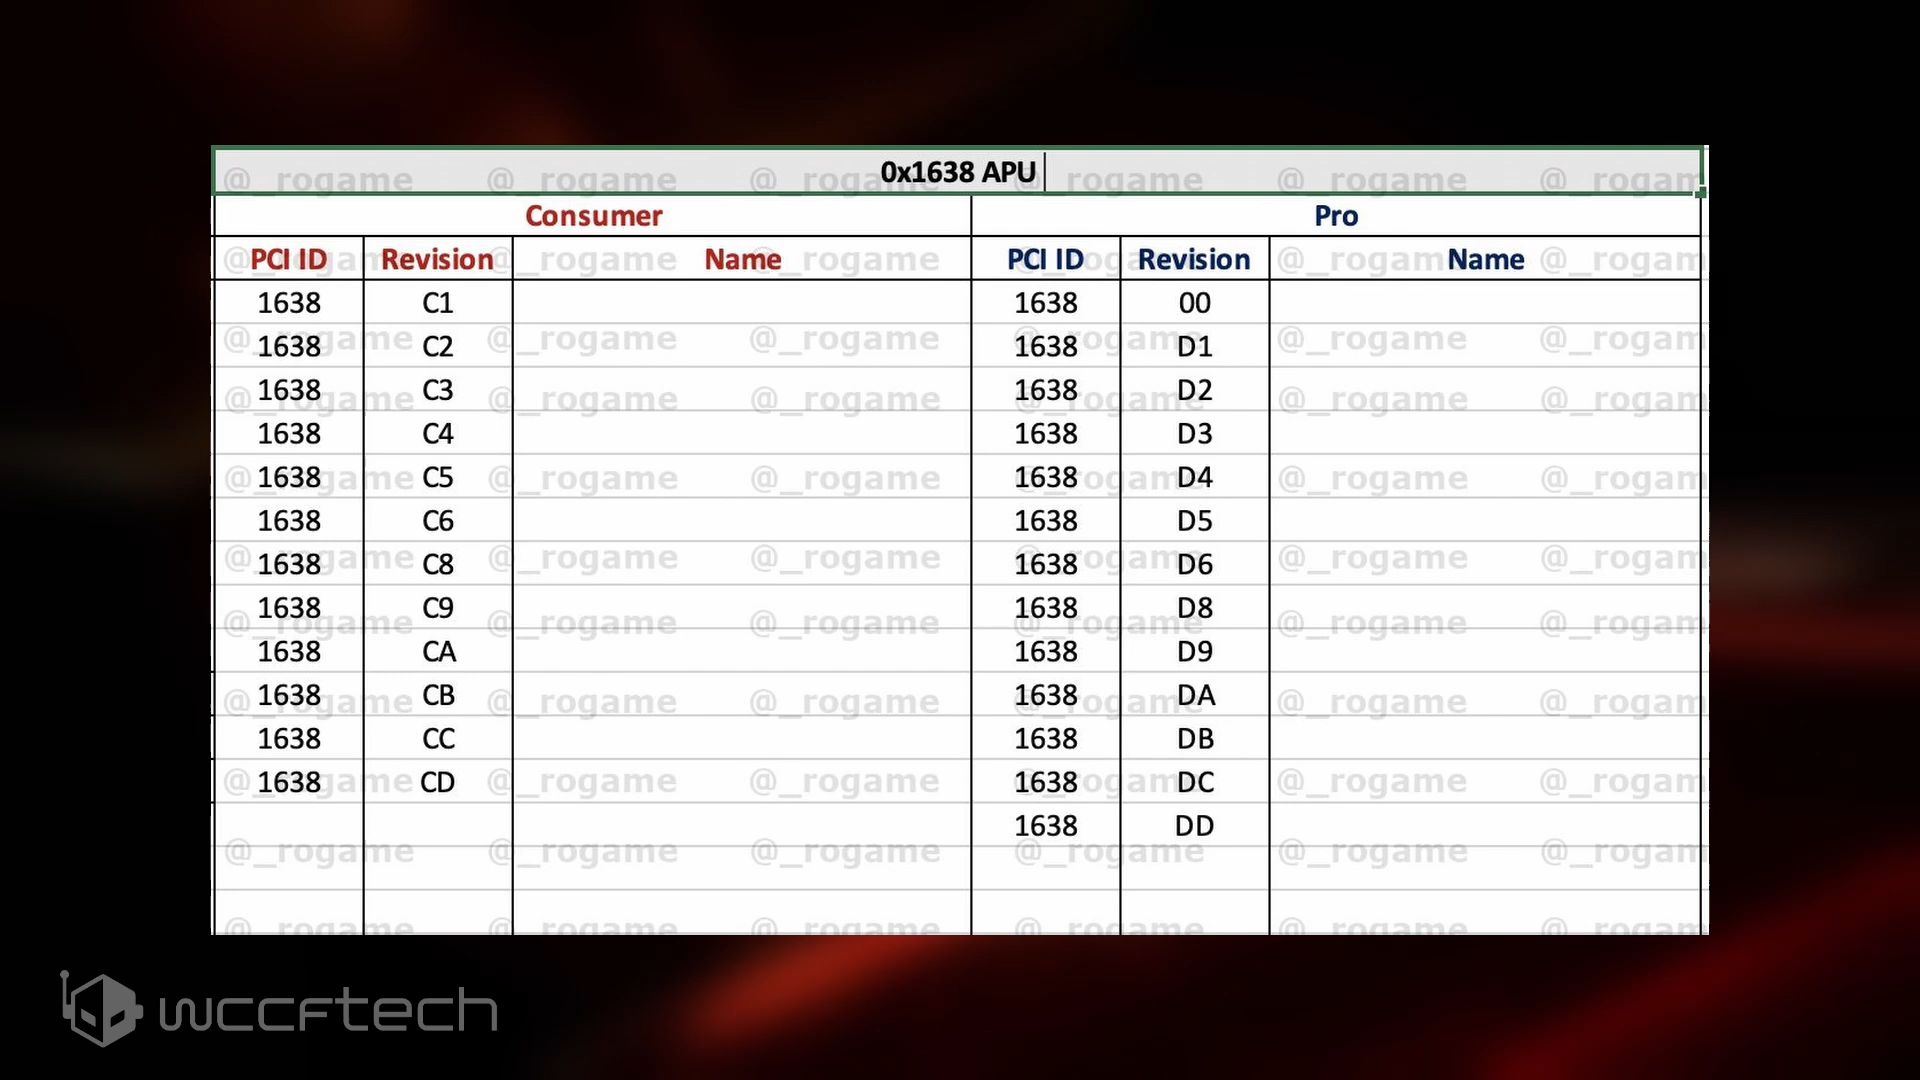 0x1638 APU
Consumer Pro
PCI ID Revision Name PCI ID Revision Name
1638 C1 1638 00
1638 C2 1638 D1
1638 C3 1638 D2
1638 C4 1638 D3
1638 C5 1638 D4
1638 C6 1638 D5
1638 C8 1638 D6
1638 C9 1638 D8
1638 CA 1638 D9
1638 CB 1638 DA
1638 CC 1638 DB
1638 CD 1638 DC
1638 DD
@_rogame
wccftech